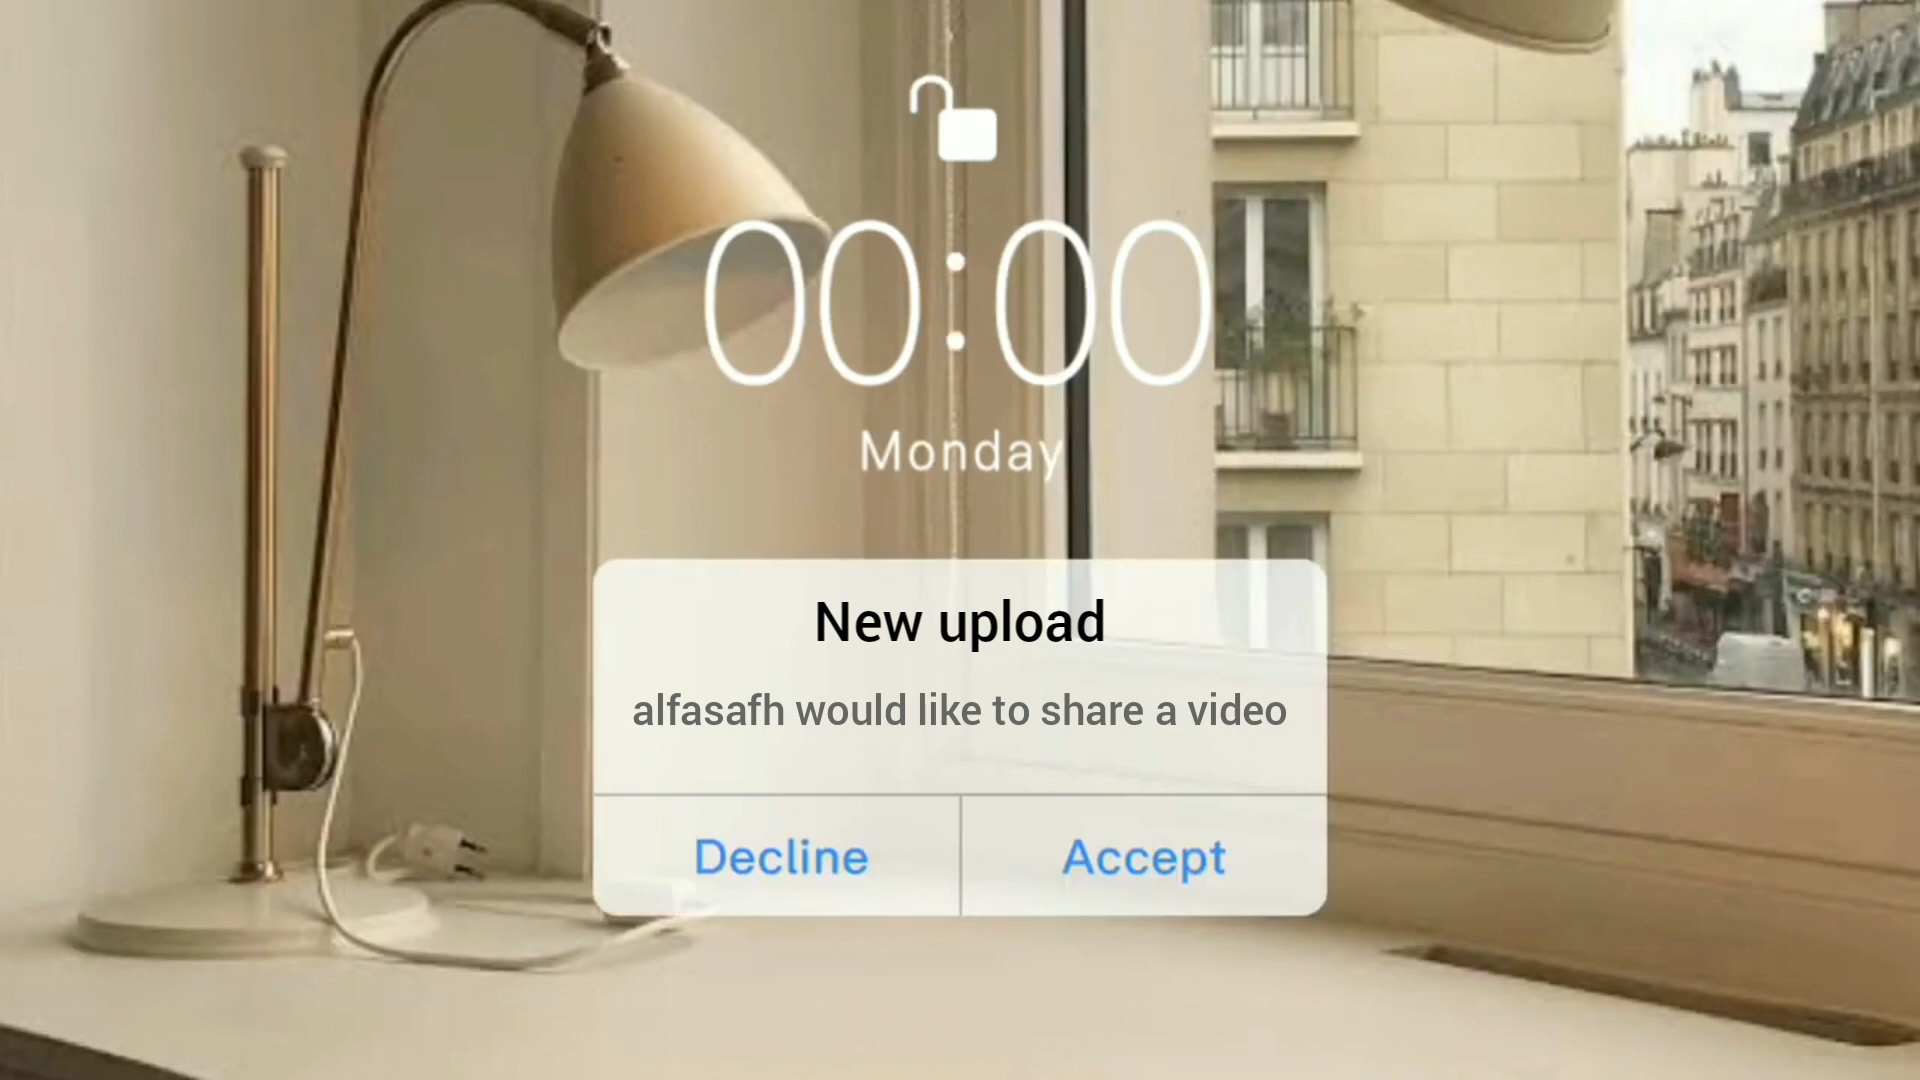 00:00
Monday
New upload
alfasafh would like to share a video
Decline
Accept